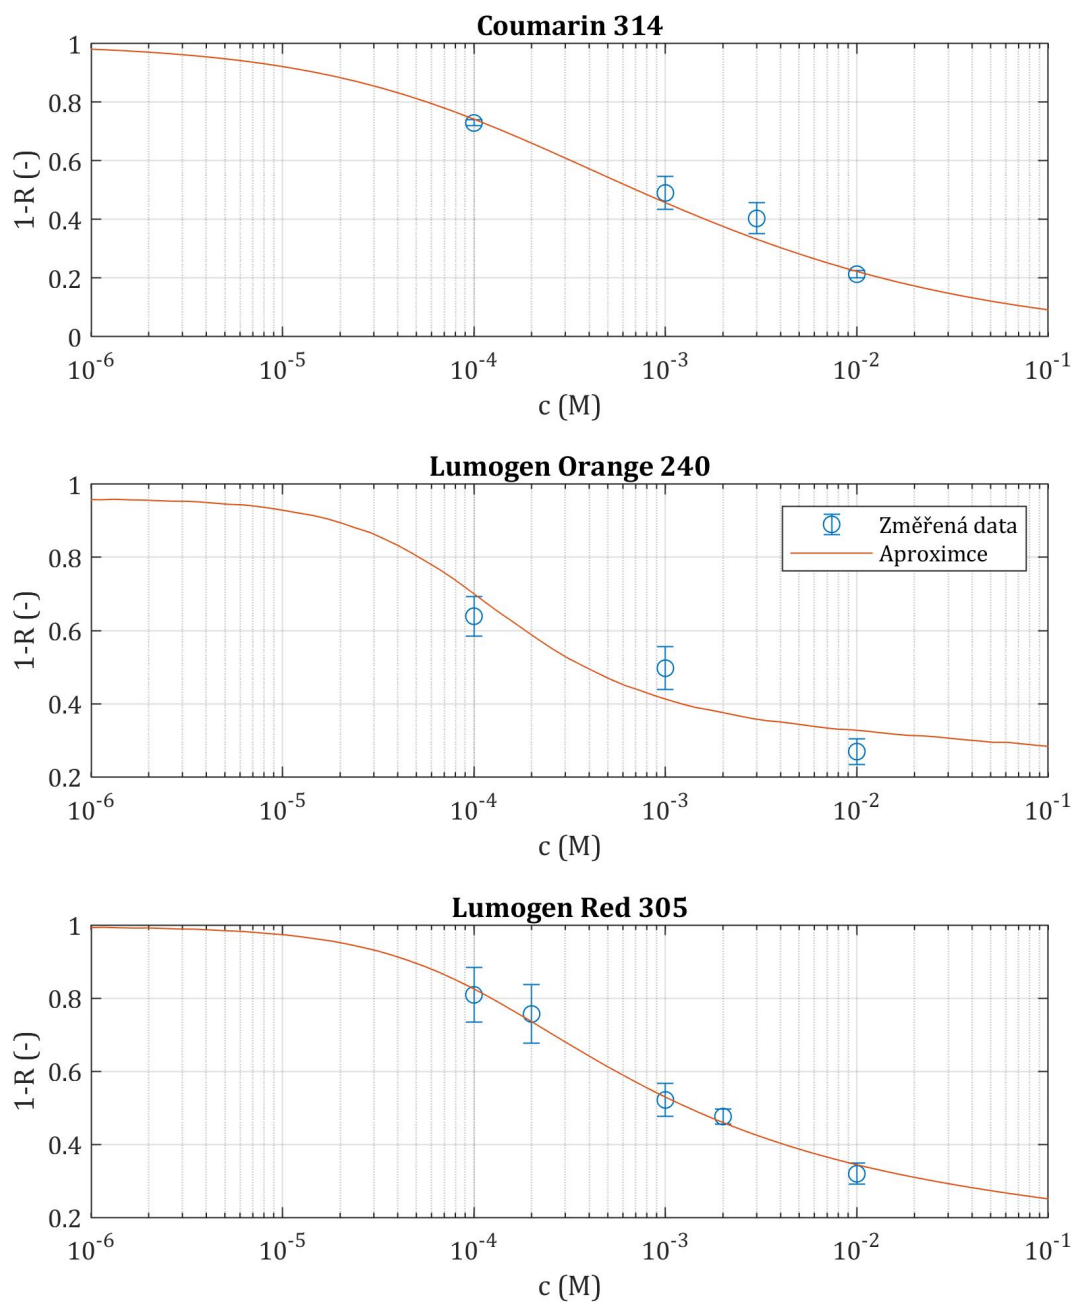 Coumarin 314
1
0.8
0.6
0.4
0.2
0
1-R (-)
10^-6 10^-5 10^-4 10^-3 10^-2 10^-1
c (M)
Lumogen Orange 240
1
0.8
0.6
0.4
0.2
1-R (-)
Změřená data
Aproximce
10^-6 10^-5 10^-4 10^-3 10^-2 10^-1
c (M)
Lumogen Red 305
1
0.8
0.6
0.4
0.2
1-R (-)
10^-6 10^-5 10^-4 10^-3 10^-2 10^-1
c (M)